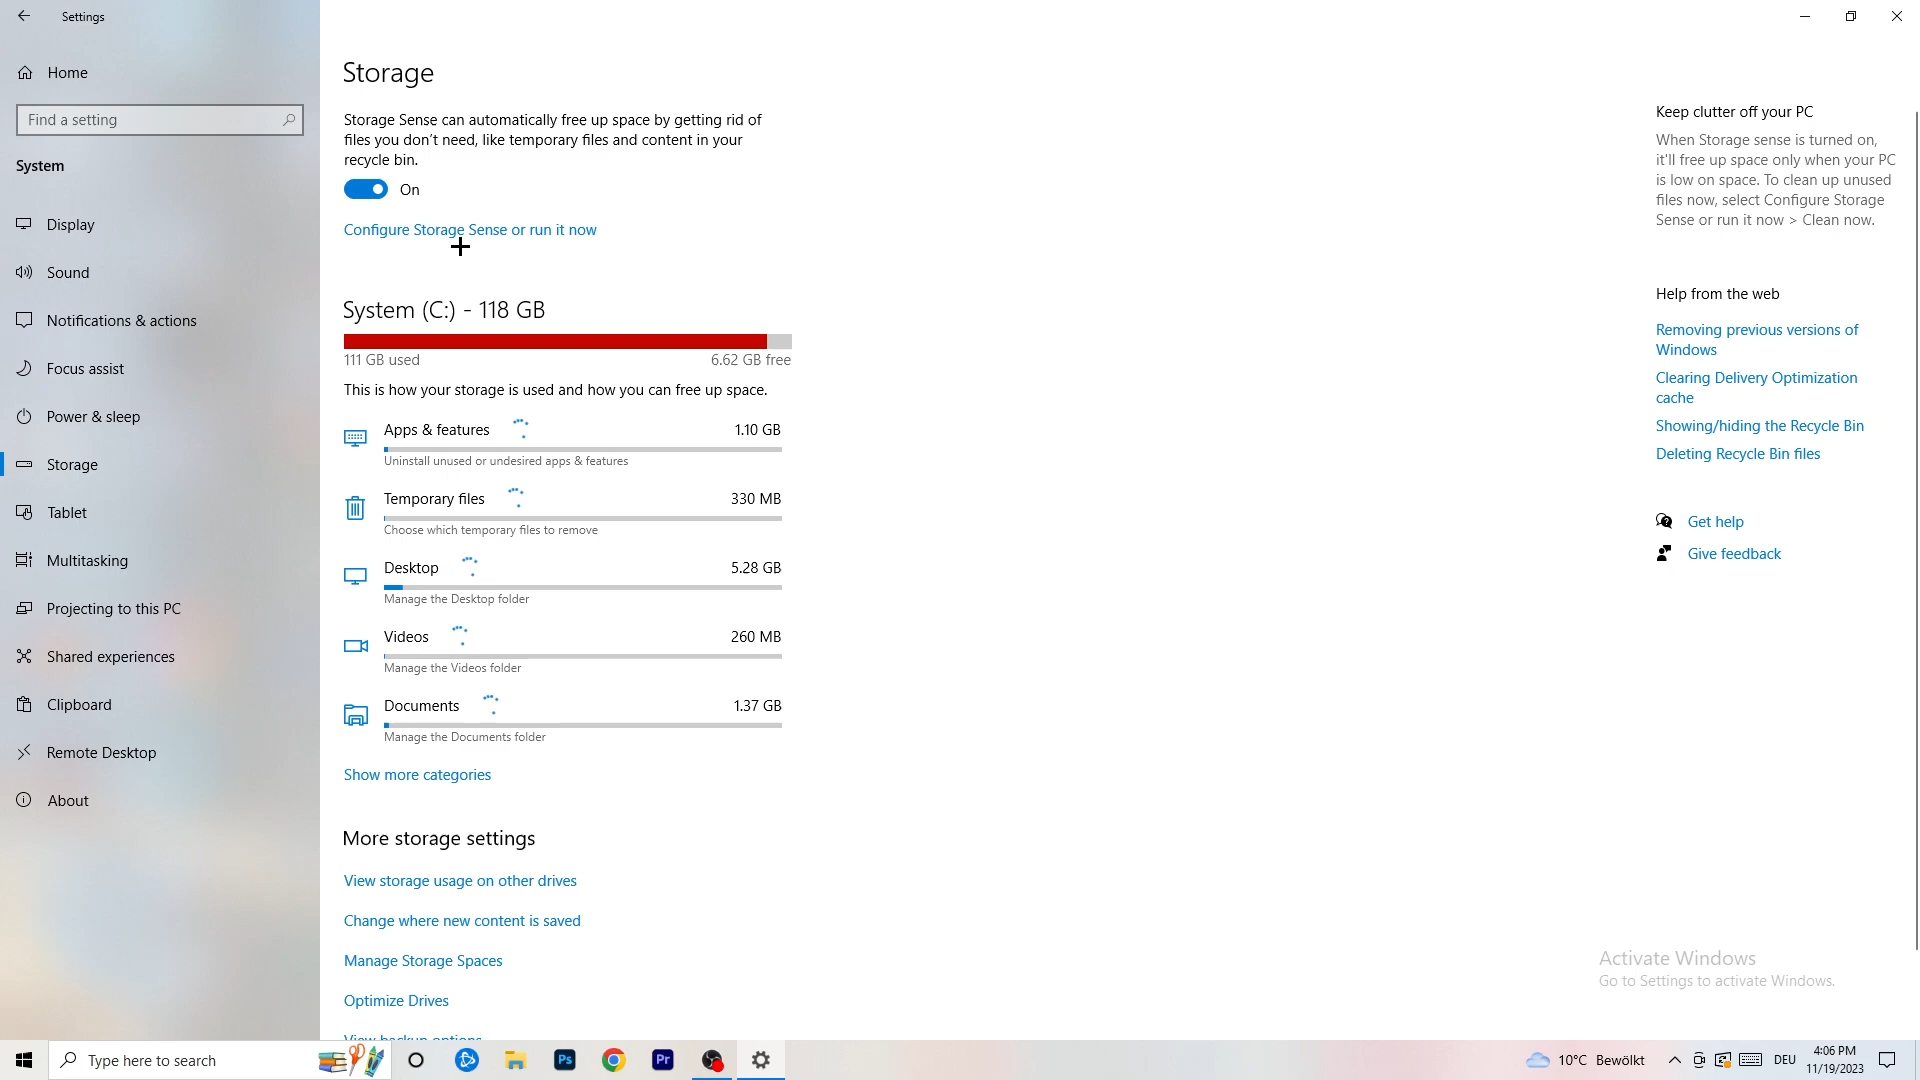 Settings
Home
Find a setting
System
Display
Sound
Notifications & actions
Focus assist
Power & sleep
Storage
Tablet
Multitasking
Projecting to this PC
Shared experiences
Clipboard
Remote Desktop
About
Storage
Storage Sense can automatically free up space by getting rid of
files you don't need, like temporary files and content in your
recycle bin.
On
Configure Storage Sense or run it now
System (C:) - 118 GB
111 GB used 6.62 GB free
This is how your storage is used and how you can free up space.
Apps & features 1.10 GB
Uninstall unused or undesired apps & features
Temporary files 330 MB
Choose which temporary files to remove
Desktop 5.28 GB
Manage the Desktop folder
Videos 260 MB
Manage the Videos folder
Documents 1.37 GB
Manage the Documents folder
Show more categories
More storage settings
View storage usage on other drives
Change where new content is saved
Manage Storage Spaces
Optimize Drives
View backup options
Keep clutter off your PC
When Storage sense is turned on,
it'll free up space only when your PC
is low on space. To clean up unused
files now, select Configure Storage
Sense or run it now > Clean now.
Help from the web
Removing previous versions of
Windows
Clearing Delivery Optimization
cache
Showing/hiding the Recycle Bin
Deleting Recycle Bin files
Get help
Give feedback
Activate Windows
Go to Settings to activate Windows.
Type here to search
Ps
Pr
10°C Bewölkt
DEU
4:06 PM
11/19/2023